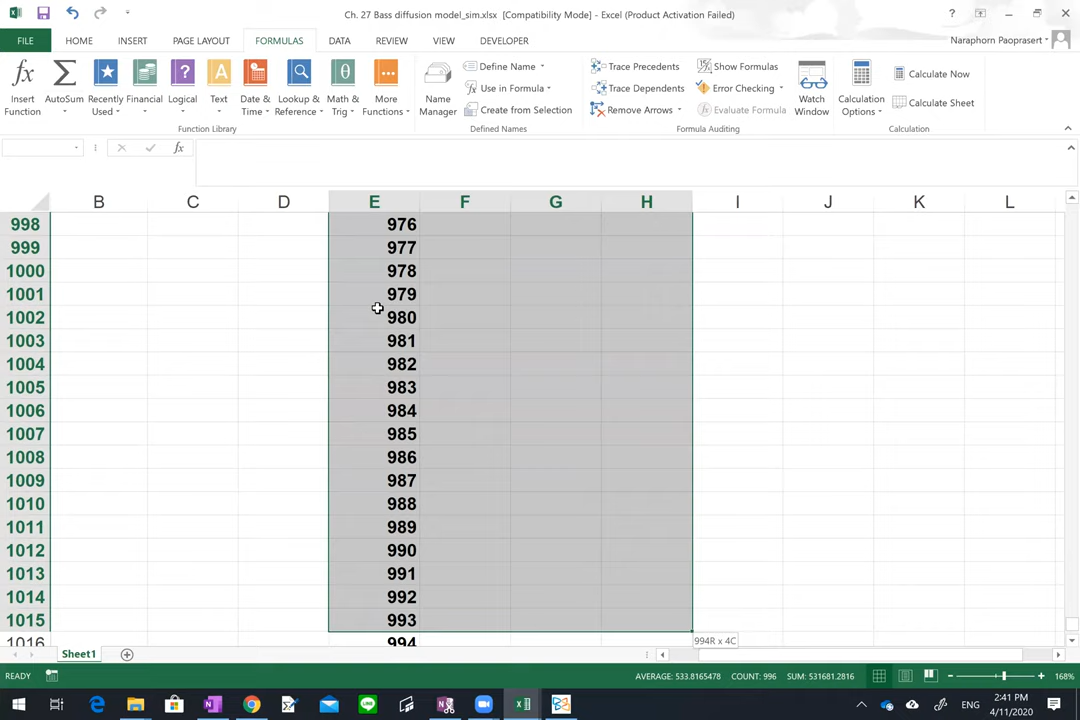 Ch. 27 Bass diffusion model_sim.xlsx [Compatibility Mode] - Excel (Product Activation Failed)
FILE HOME INSERT PAGE LAYOUT FORMULAS DATA REVIEW VIEW DEVELOPER Naraphorn Paoprasert
Insert Function
AutoSum
Recently Used
Financial
Logical
Text
Date & Time
Lookup & Reference
Math & Trig
More Functions
Function Library
Name Manager
Define Name
Use in Formula
Create from Selection
Defined Names
Trace Precedents
Trace Dependents
Remove Arrows
Show Formulas
Error Checking
Evaluate Formula
Formula Auditing
Watch Window
Calculation Options
Calculate Now
Calculate Sheet
Calculation
fx
B C D E F G H I J K L
998 976
999 977
1000 978
1001 979
1002 980
1003 981
1004 982
1005 983
1006 984
1007 985
1008 986
1009 987
1010 988
1011 989
1012 990
1013 991
1014 992
1015 993
1016 994
994R x 4C
Sheet1
READY AVERAGE: 533.8165478 COUNT: 996 SUM: 531681.2816 168%
ENG 2:41 PM
4/11/2020